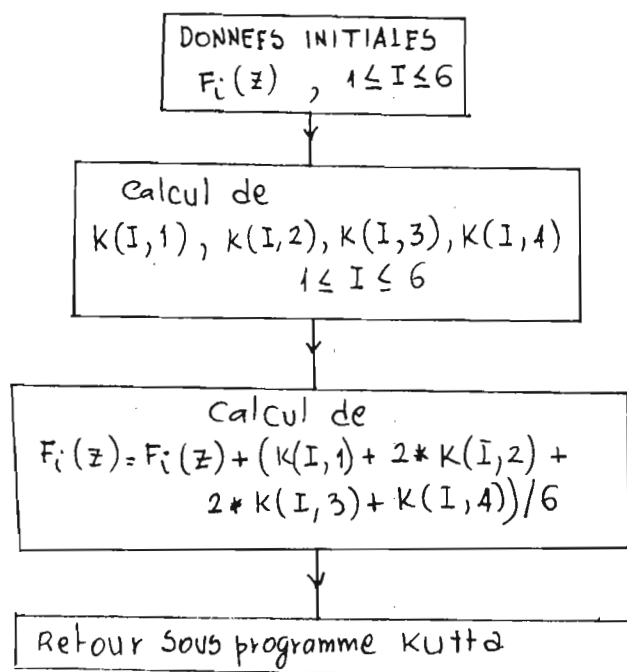 DONNEES INITIALES
Fi(Z) , 1 ≤ I ≤ 6
Calcul de
K(I,1), K(I,2), K(I,3), K(I,4)
1 ≤ I ≤ 6
Calcul de
Fi(Z) = Fi(Z) + (K(I,1) + 2* K(I,2) +
2* K(I,3) + K(I,4))/6
Retour Sous programme Kutta